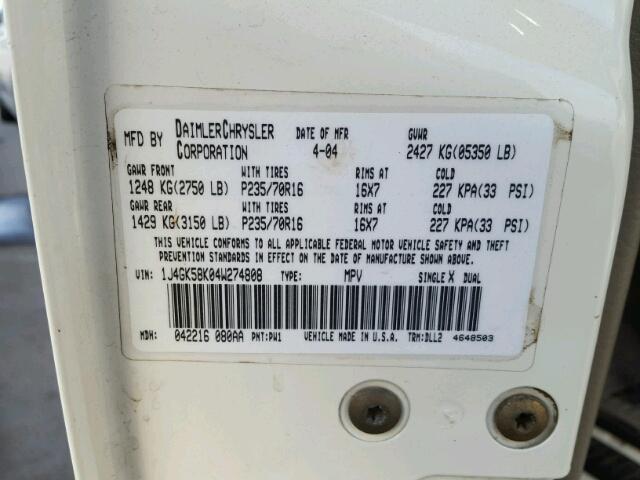 MFD BY DAIMLERCHRYSLER CORPORATION DATE OF MFR 4-04 GVWR 2427 KG(05350 LB)
GAWR FRONT WITH TIRES RIMS AT COLD
1248 KG(2750 LB) P235/70R16 16X7 227 KPA(33 PSI)
GAWR REAR WITH TIRES RIMS AT COLD
1429 KG(3150 LB) P235/70R16 16X7 227 KPA(33 PSI)
THIS VEHICLE CONFORMS TO ALL APPLICABLE FEDERAL MOTOR VEHICLE SAFETY AND THEFT
PREVENTION STANDARDS IN EFFECT ON THE DATE OF MANUFACTURE SHOWN ABOVE.
VIN: 1J4GK58K04W274808 TYPE: MPV SINGLE X DUAL
MDH: 042216 080AA PNT:PW1 VEHICLE MADE IN U.S.A. TRM:DLL2 4648503